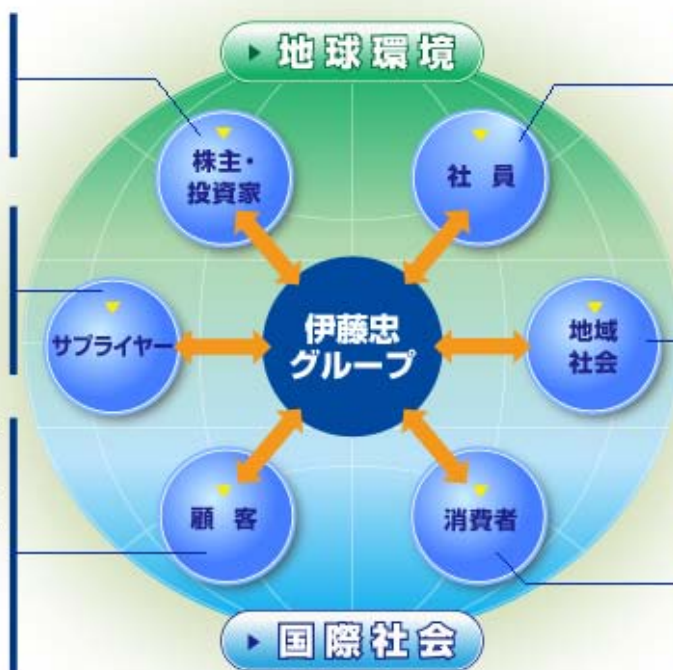 地球環境
株主・
投資家
社員
サプライヤー
伊藤忠
グループ
地域
社会
顧客
消費者
国際社会